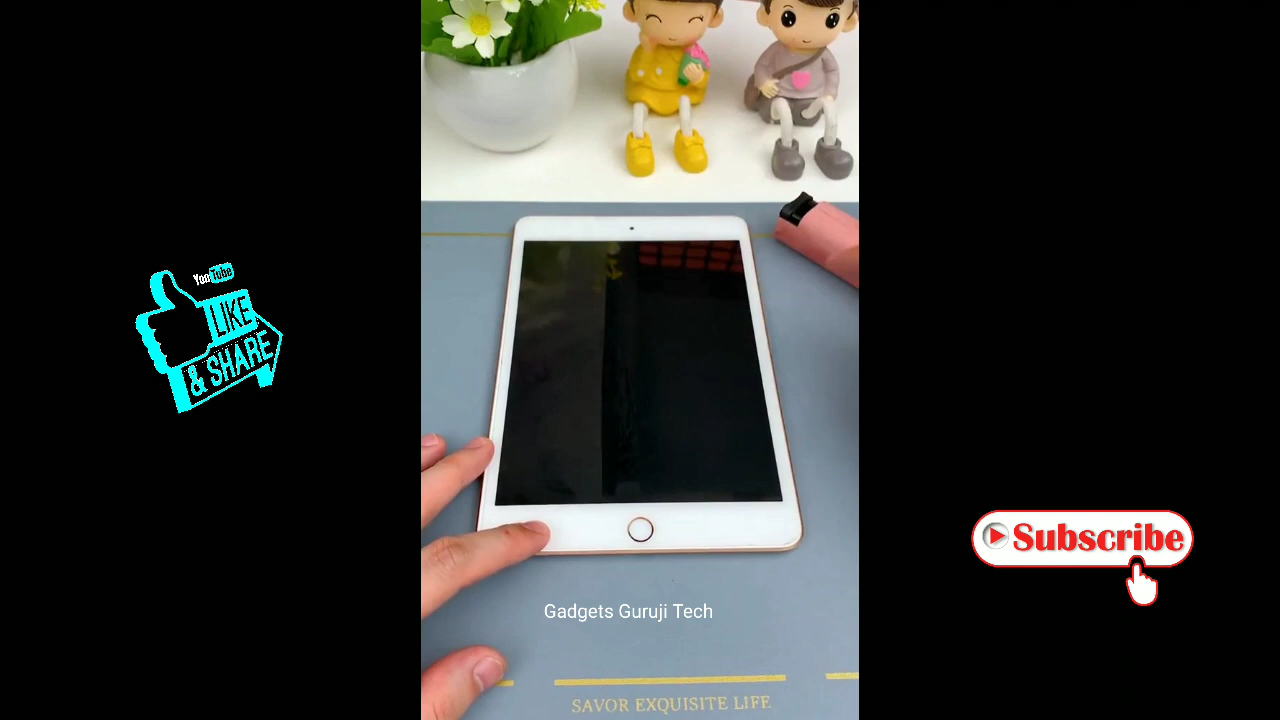 YouTube
LIKE
& SHARE
Subscribe
Gadgets Guruji Tech
SAVOR EXQUISITE LIFE